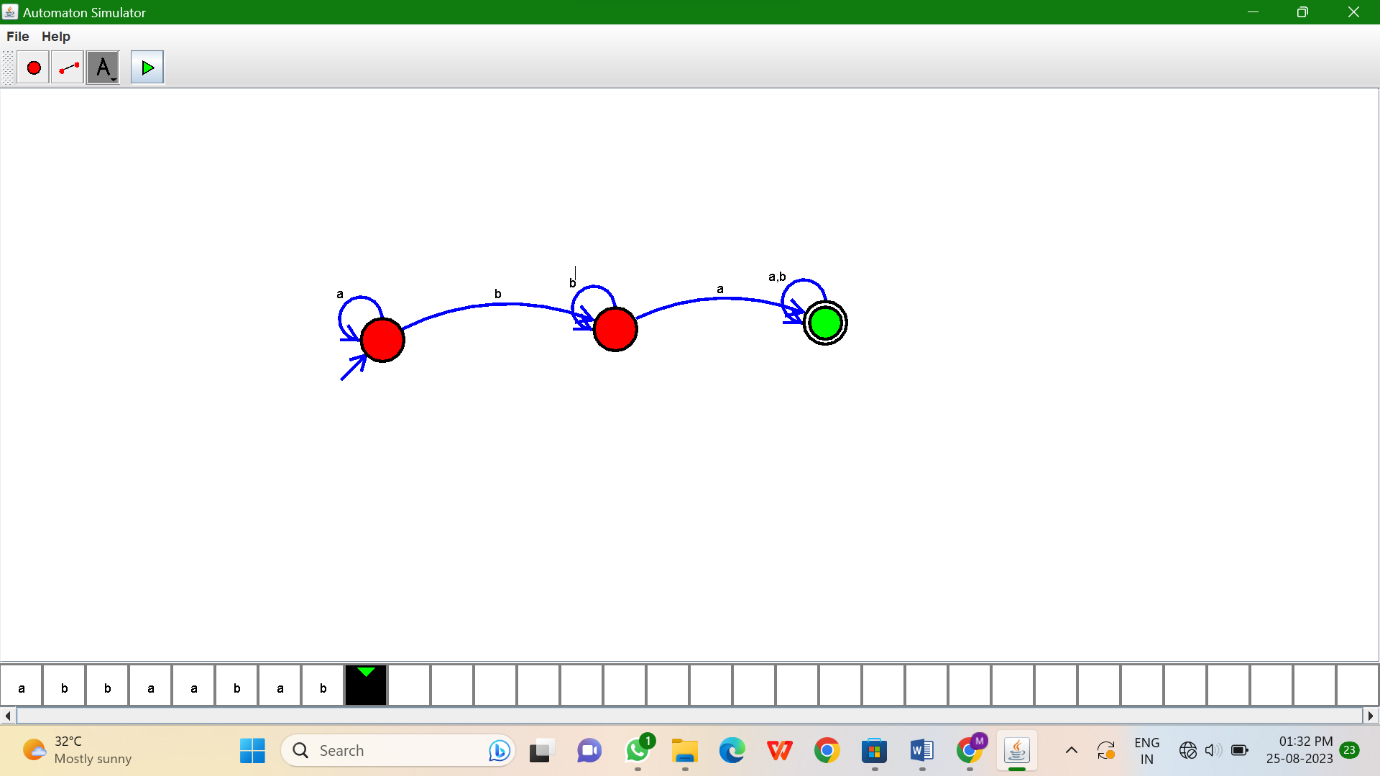 Automaton Simulator
File Help
A
a
b
b
a
a,b
a b b a a b a b
32°C
Mostly sunny
Search
1
W
M
ENG
IN
01:32 PM
25-08-2023
23